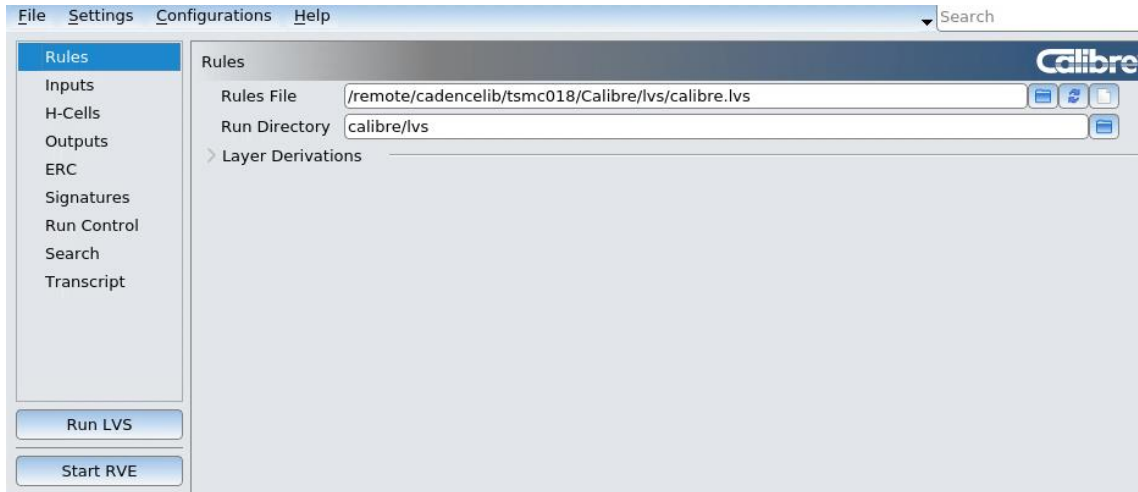 File Settings Configurations Help Search
Rules
Inputs
H-Cells
Outputs
ERC
Signatures
Run Control
Search
Transcript
Run LVS
Start RVE
Rules Calibre
Rules File /remote/cadencelib/tsmc018/Calibre/lvs/calibre.lvs
Run Directory calibre/lvs
Layer Derivations